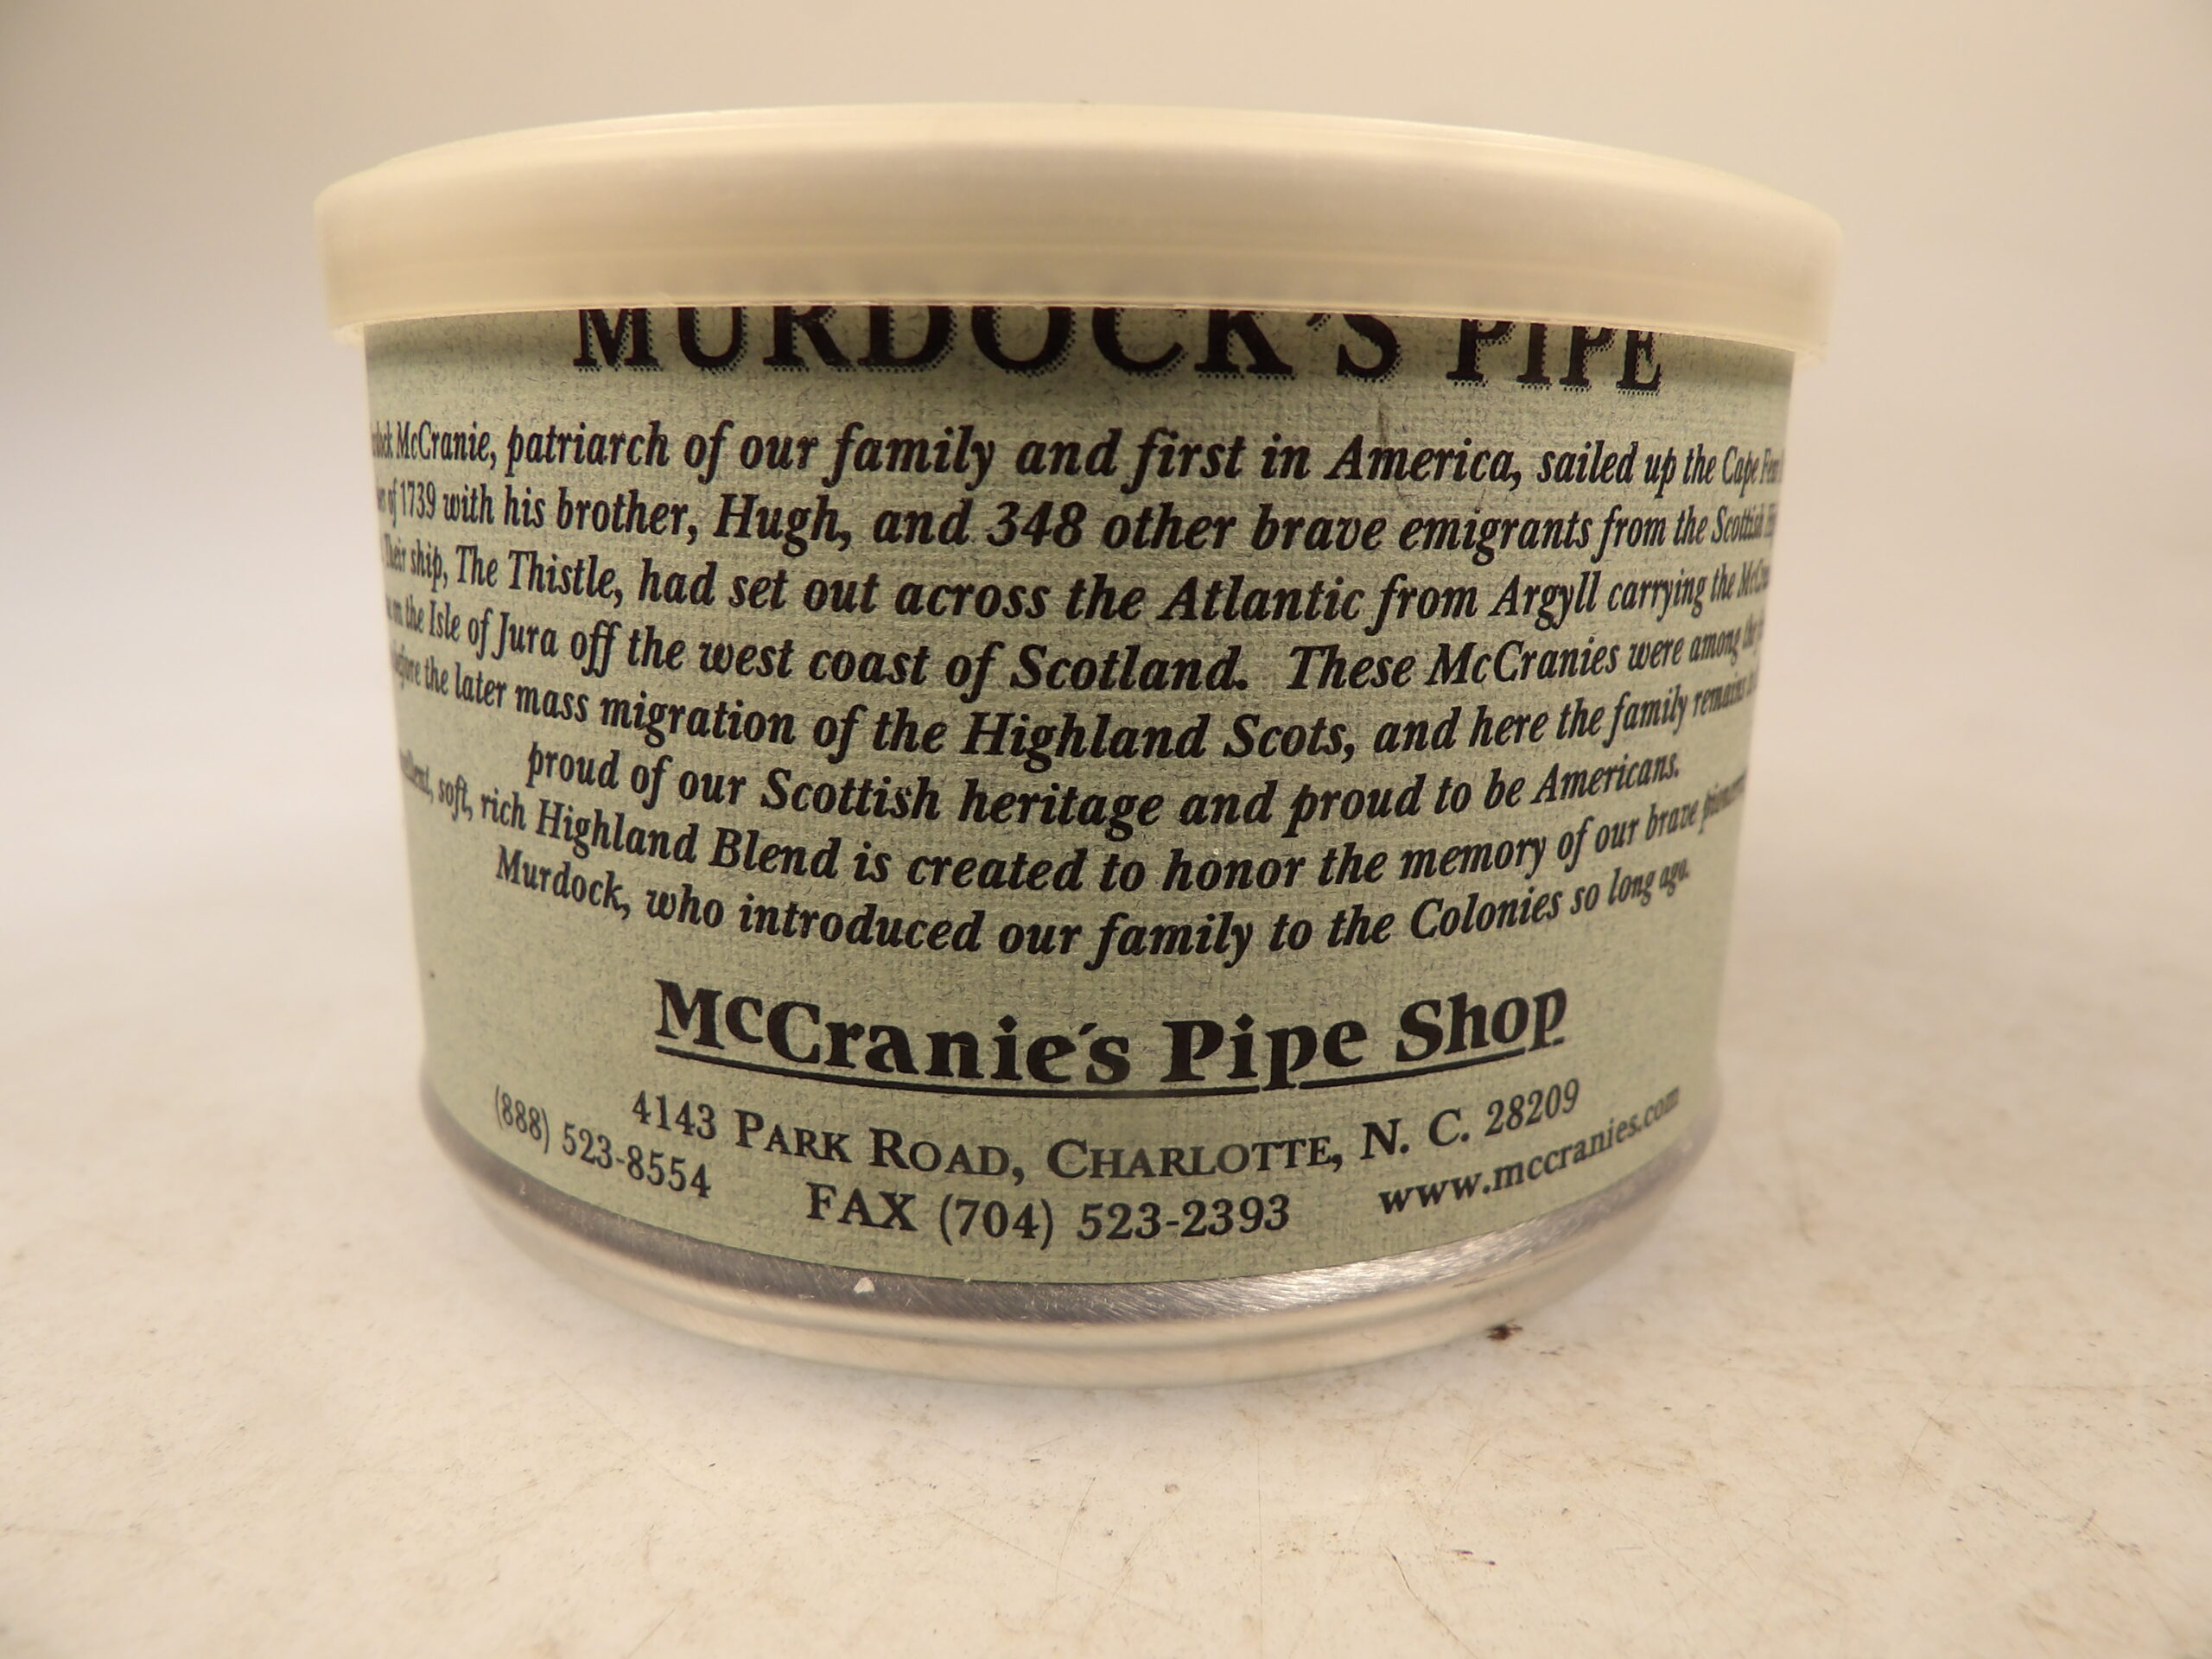 MURDOCK'S PIPE
McCranie, patriarch of our family and first in America, sailed up the Cape
of 1739 with his brother, Hugh, and 348 other brave emigrants from the Scottish
Their ship, The Thistle, had set out across the Atlantic from Argyll carrying the
on the Isle of Jura off the west coast of Scotland. These McCranies were among the
before the later mass migration of the Highland Scots, and here the family remains
proud of our Scottish heritage and proud to be Americans.
soft, rich Highland Blend is created to honor the memory of our brave
Murdock, who introduced our family to the Colonies so long ago.
McCranie's Pipe Shop
4143 PARK ROAD, CHARLOTTE, N. C. 28209
(888) 523-8554 FAX (704) 523-2393 www.mccranies.com